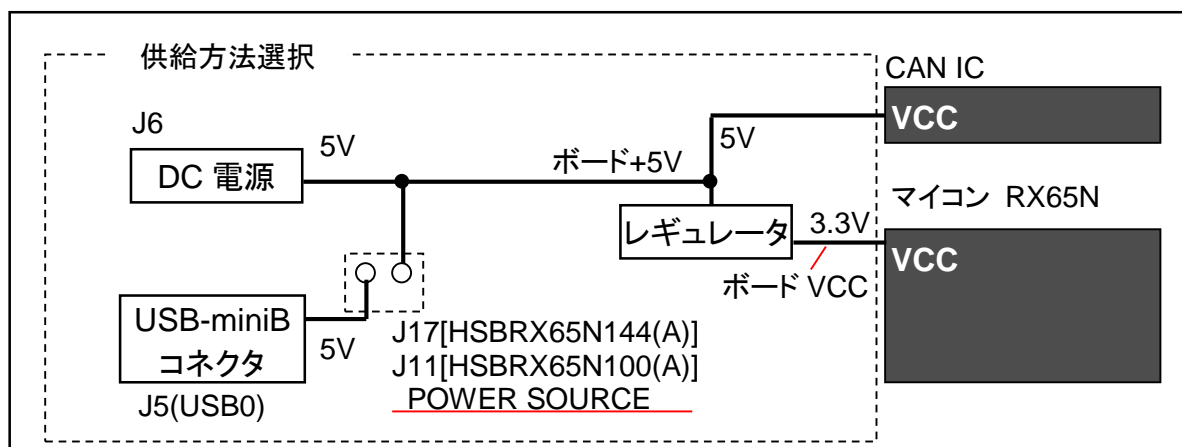 供給方法選択
CAN IC
VCC
J6
5V
5V
DC 電源
ボード+5V
マイコン RX65N
レギュレータ
3.3V
VCC
ボード VCC
USB-miniB
コネクタ
5V
J17[HSBRX65N144(A)]
J11[HSBRX65N100(A)]
POWER SOURCE
J5(USB0)